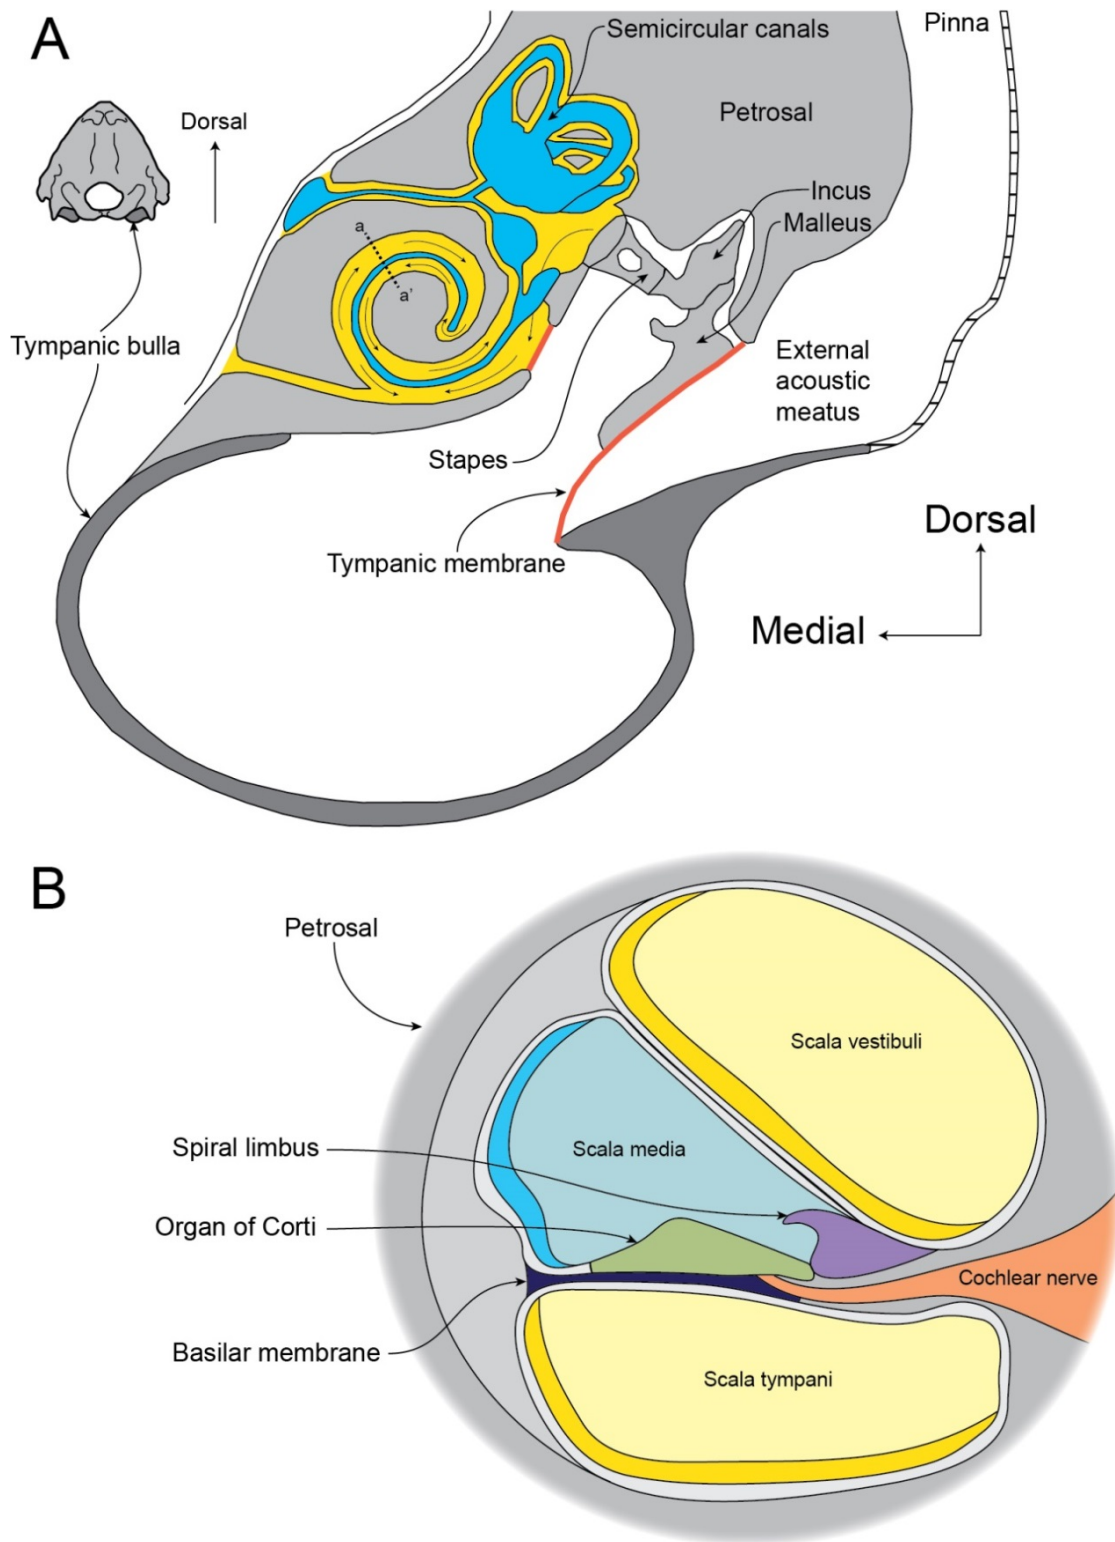 A
Semicircular canals
Pinna
Dorsal
Petrosal
Incus
Malleus
a
a'
Tympanic bulla
External
acoustic
meatus
Stapes
Tympanic membrane
Dorsal
Medial
B
Petrosal
Scala vestibuli
Spiral limbus
Scala media
Organ of Corti
Cochlear nerve
Basilar membrane
Scala tympani